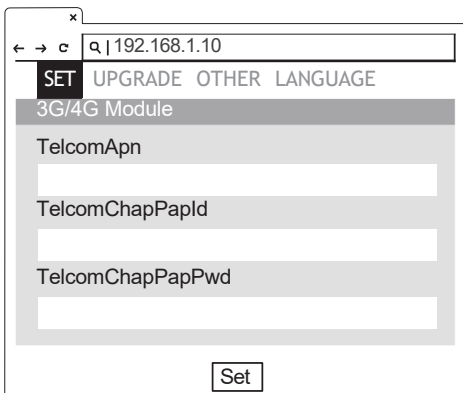 ×
← → C Q | 192.168.1.10
SET UPGRADE OTHER LANGUAGE
3G/4G Module
TelcomApn
TelcomChapPapId
TelcomChapPapPwd
Set